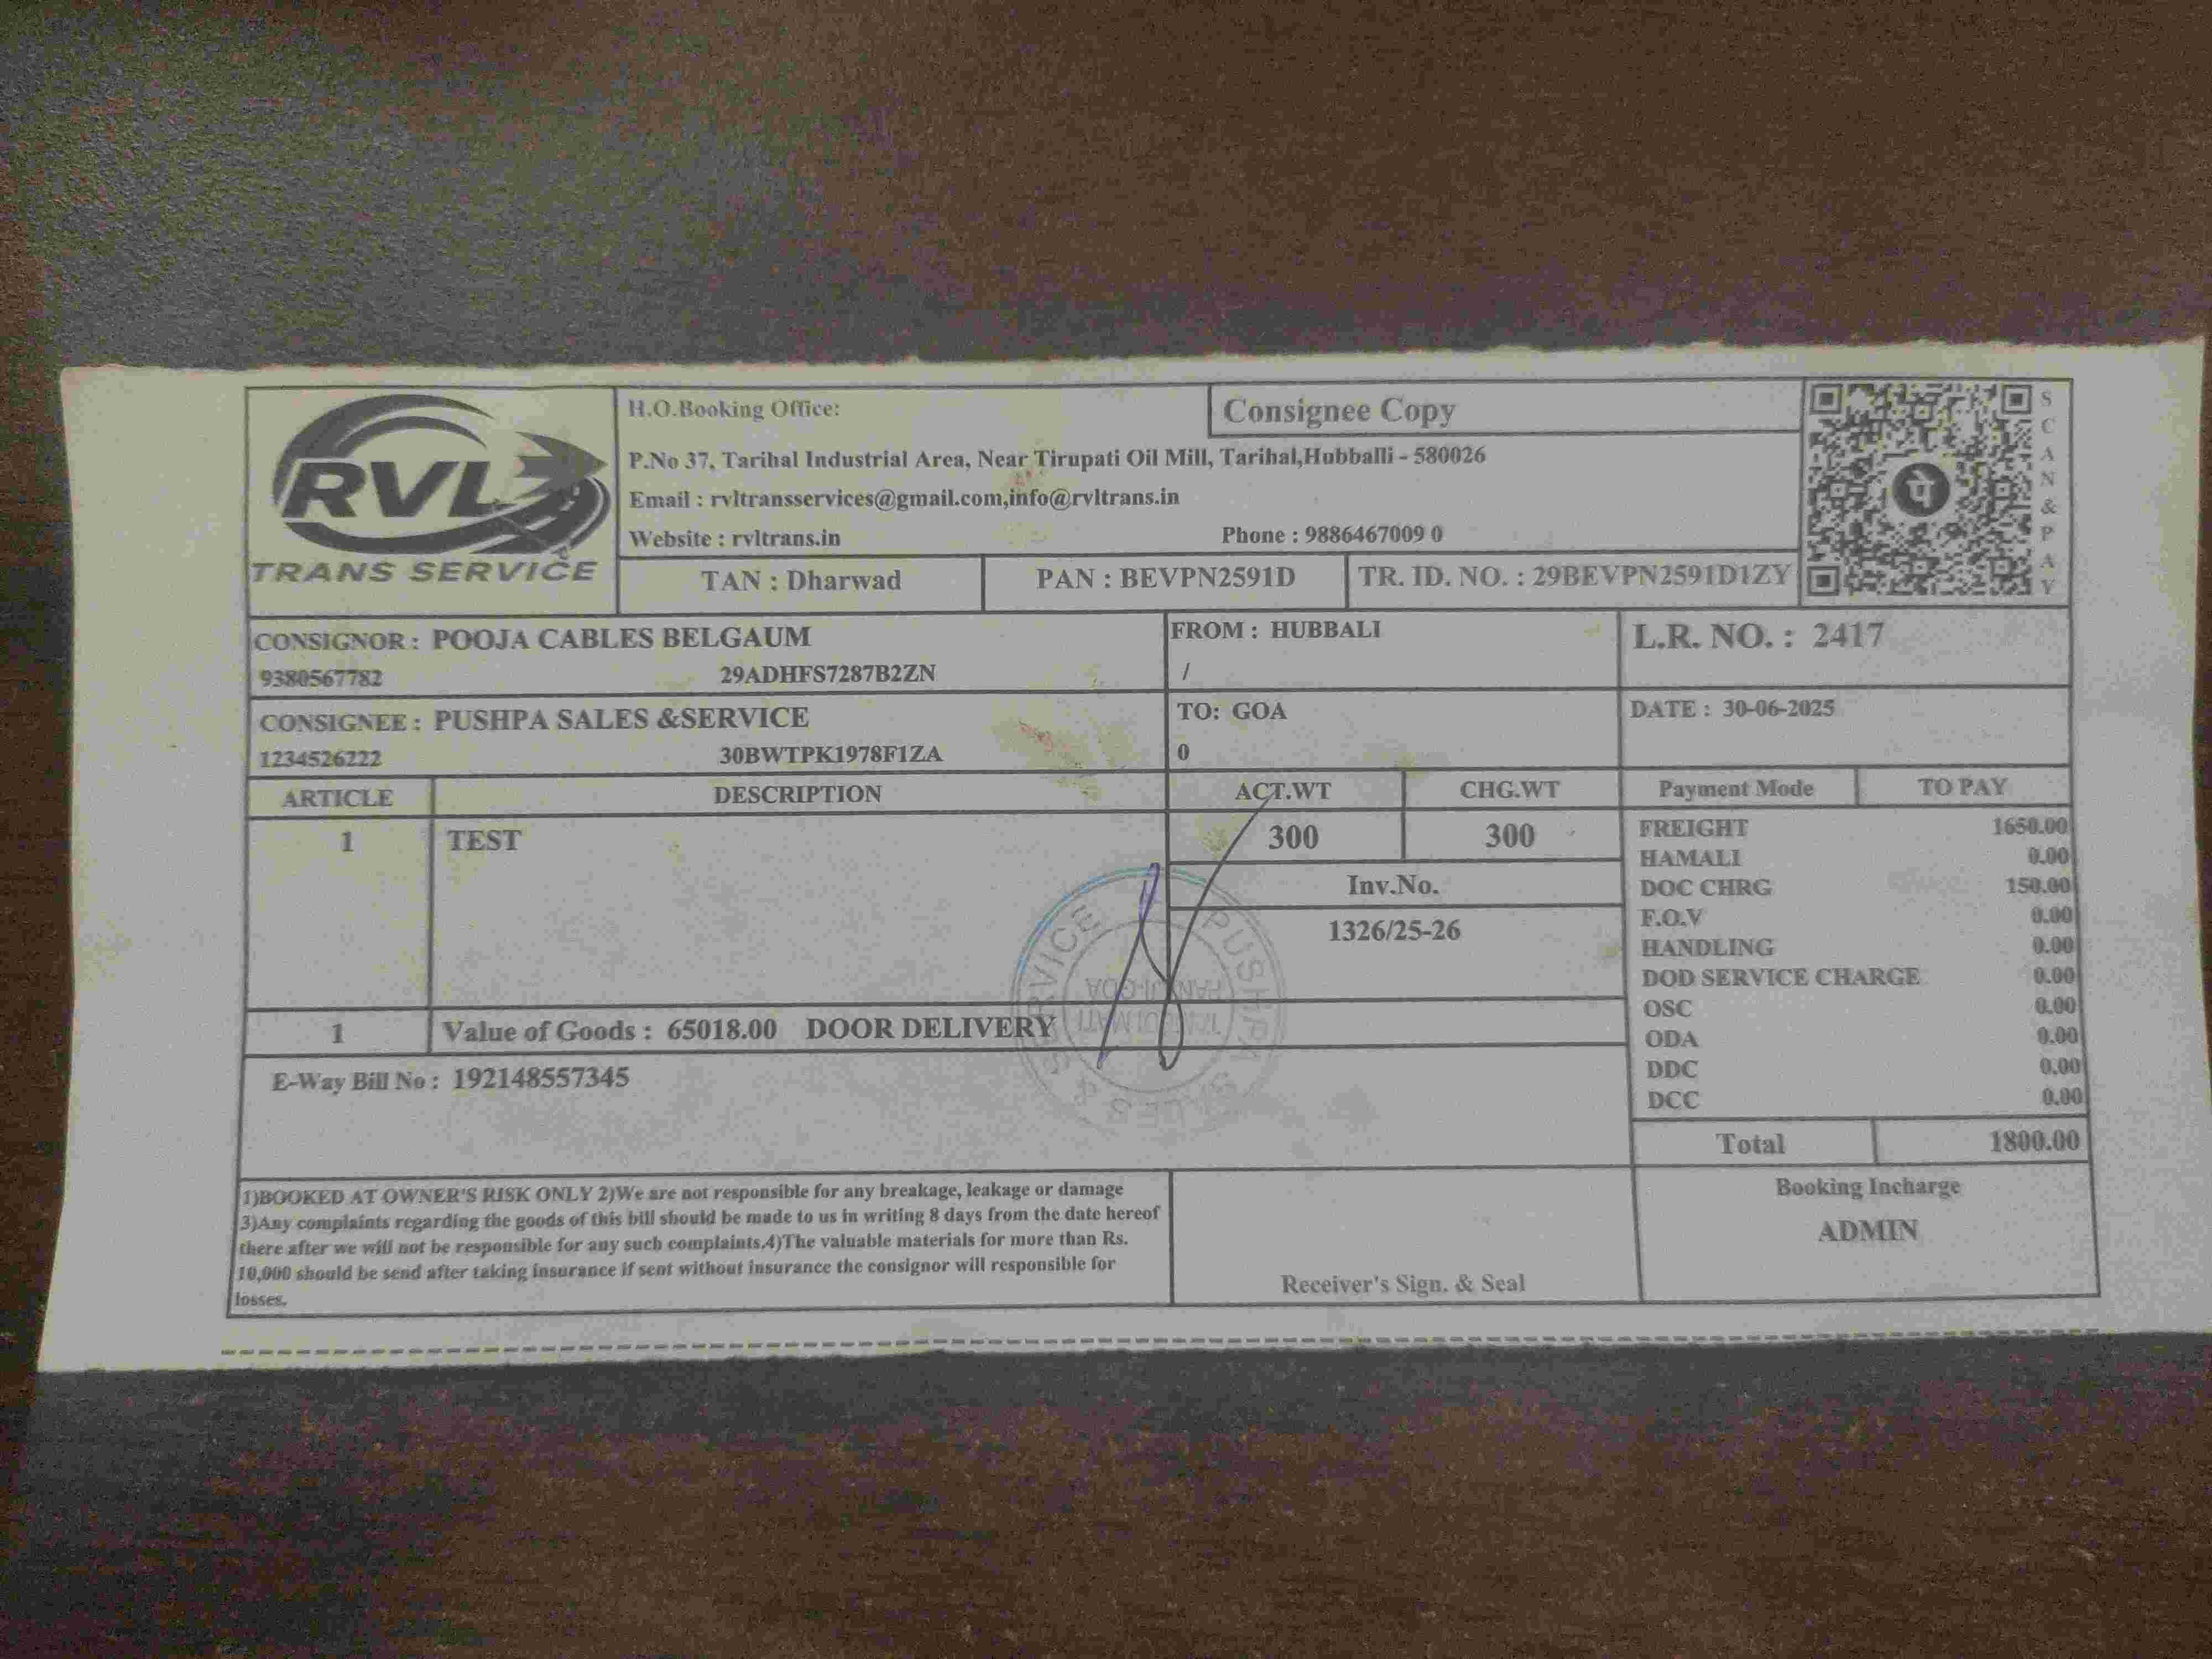 RVL
TRANS SERVICE
H.O.Booking Office:
Consignee Copy
P.No 37, Tarihal Industrial Area, Near Tirupati Oil Mill, Tarihal,Hubballi - 580026
Email : rvltransservices@gmail.com,info@rvltrans.in
Website : rvltrans.in Phone : 9886467009 0
TAN : Dharwad PAN : BEVPN2591D TR. ID. NO. : 29BEVPN2591D1ZY
SCAN & PAY
CONSIGNOR : POOJA CABLES BELGAUM
9380567782 29ADHFS7287B2ZN
FROM : HUBBALI
/
L.R. NO. : 2417
CONSIGNEE : PUSHPA SALES &SERVICE
1234526222 30BWTPK1978F1ZA
TO: GOA
0
DATE : 30-06-2025
ARTICLE DESCRIPTION ACT.WT CHG.WT Payment Mode TO PAY
1 TEST 300 300
Inv.No.
1326/25-26
FREIGHT 1650.00
HAMALI 0.00
DOC CHRG 150.00
F.O.V 0.00
HANDLING 0.00
DOD SERVICE CHARGE 0.00
OSC 0.00
ODA 0.00
DDC 0.00
DCC 0.00
1 Value of Goods : 65018.00 DOOR DELIVERY
E-Way Bill No : 192148557345
Total 1800.00
PUSHPA SALES & SERVICE
1)BOOKED AT OWNER'S RISK ONLY 2)We are not responsible for any breakage, leakage or damage
3)Any complaints regarding the goods of this bill should be made to us in writing 8 days from the date hereof
there after we will not be responsible for any such complaints.4)The valuable materials for more than Rs.
10,000 should be send after taking insurance if sent without insurance the consignor will responsible for
losses.
Receiver's Sign. & Seal
Booking Incharge
ADMIN